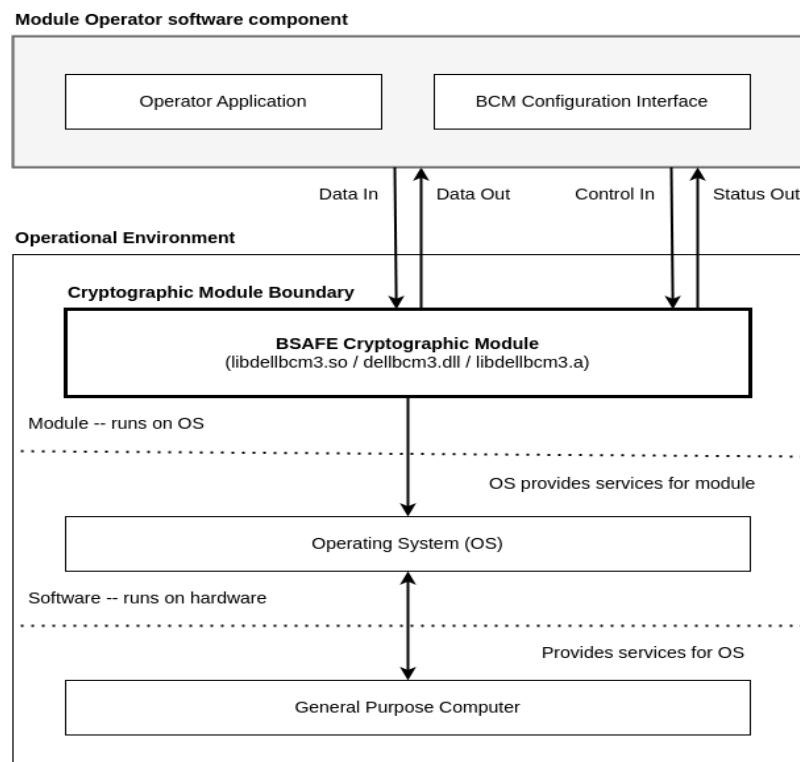 Module Operator software component
Operator Application
BCM Configuration Interface
Data In
Data Out
Control In
Status Out
Operational Environment
Cryptographic Module Boundary
BSAFE Cryptographic Module
(libdellbcm3.so / dellbcm3.dll / libdellbcm3.a)
Module -- runs on OS
OS provides services for module
Operating System (OS)
Software -- runs on hardware
Provides services for OS
General Purpose Computer